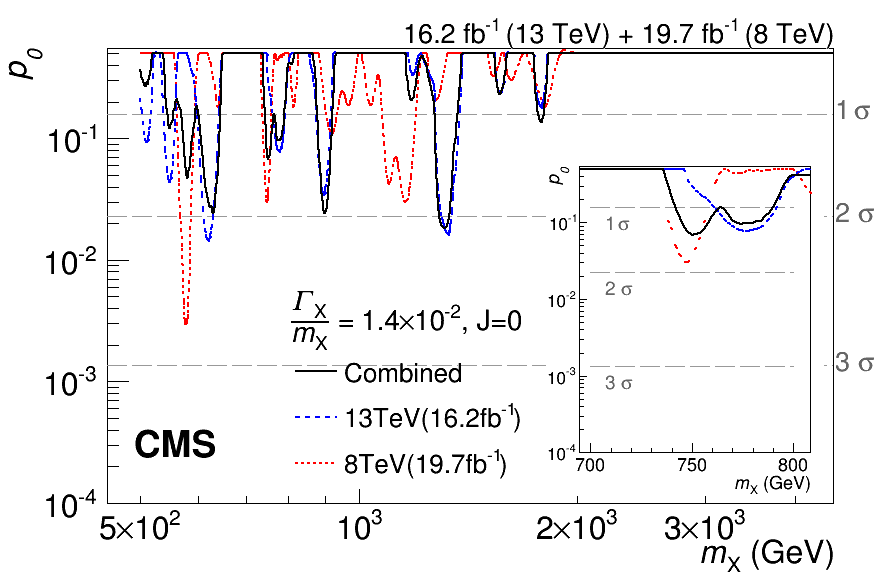 16.2 fb⁻¹ (13 TeV) + 19.7 fb⁻¹ (8 TeV)
p₀
10⁻¹
10⁻²
10⁻³
10⁻⁴
1 σ
2 σ
3 σ
Γ_X / m_X = 1.4×10⁻², J=0
Combined
13TeV(16.2fb⁻¹)
8TeV(19.7fb⁻¹)
CMS
5×10²
10³
2×10³
3×10³
m_X (GeV)
p₀
10⁻¹
10⁻²
10⁻³
10⁻⁴
1 σ
2 σ
3 σ
700
750
800
m_X (GeV)